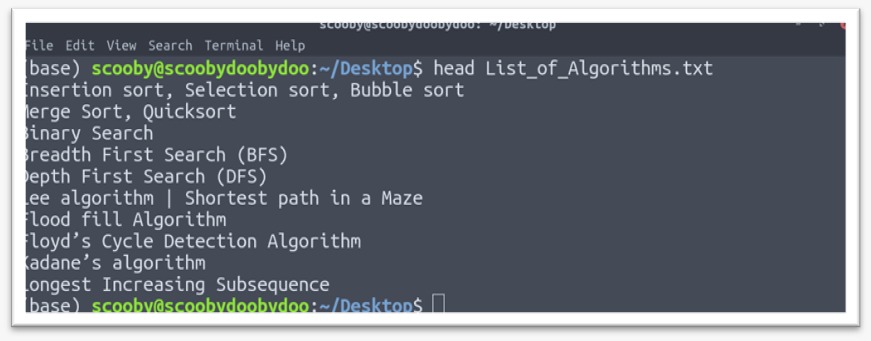 scooby@scoobydoobydoo: ~/Desktop
File Edit View Search Terminal Help
(base) scooby@scoobydoobydoo:~/Desktop$ head List_of_Algorithms.txt
Insertion sort, Selection sort, Bubble sort
Merge Sort, Quicksort
Binary Search
Breadth First Search (BFS)
Depth First Search (DFS)
Lee algorithm | Shortest path in a Maze
Flood fill Algorithm
Floyd’s Cycle Detection Algorithm
Kadane’s algorithm
Longest Increasing Subsequence
(base) scooby@scoobydoobydoo:~/Desktop$